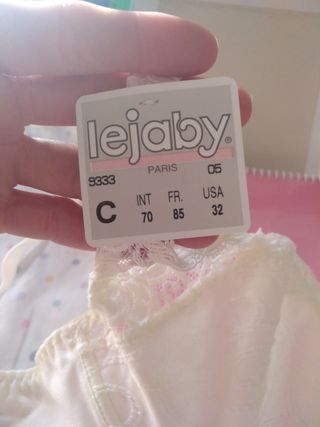 lejaby®
PARIS
9333 05
C INT FR. USA
70 85 32